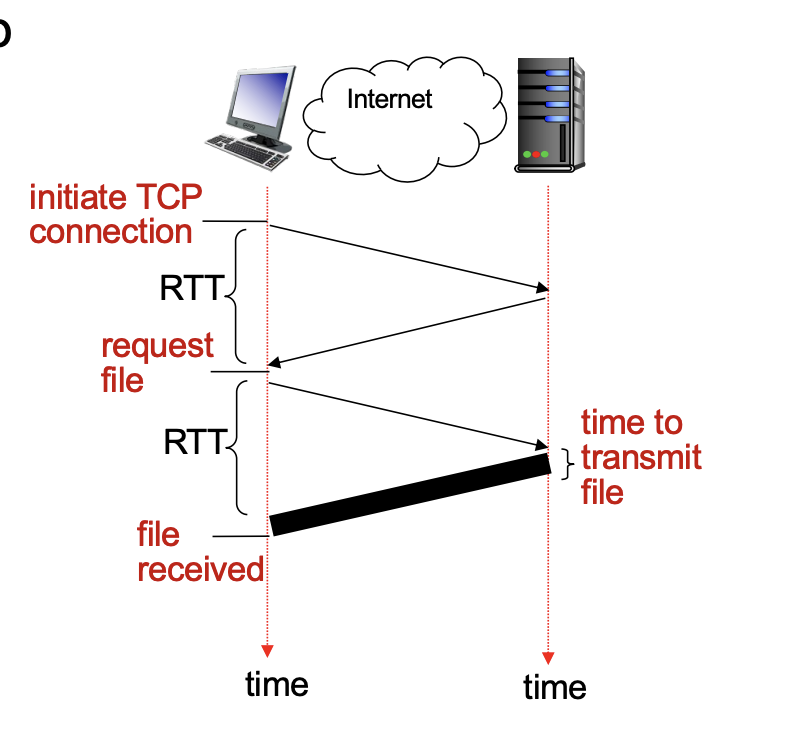 Internet
initiate TCP
connection
RTT
request
file
RTT
time to
transmit
file
file
received
time
time